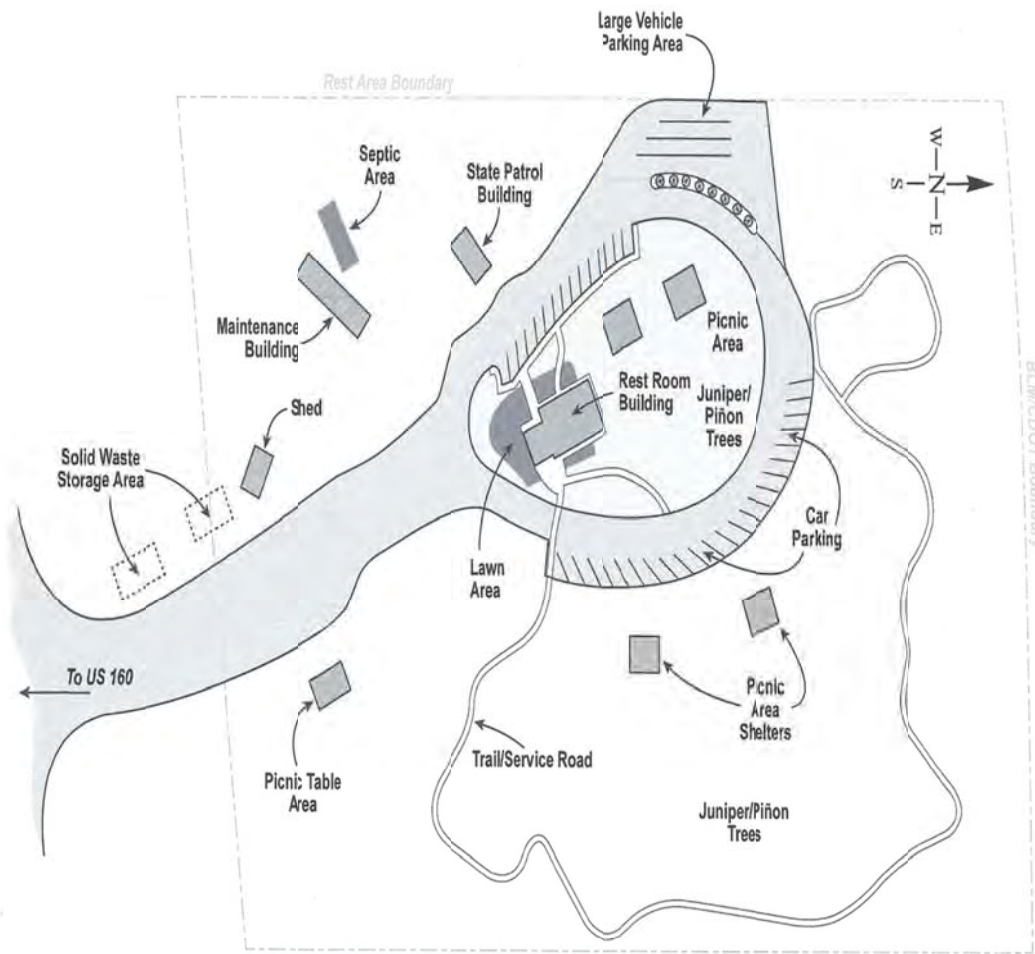 Large Vehicle
Parking Area
Rest Area Boundary
Septic
Area
State Patrol
Building
W
S
N
E
Maintenance
Building
Picnic
Area
Rest Room
Building
Juniper/
Piñon
Trees
Shed
Solid Waste
Storage Area
Car
Parking
Lawn
Area
To US 160
Picnic
Area
Shelters
Trail/Service Road
Picnic Table
Area
Juniper/Piñon
Trees